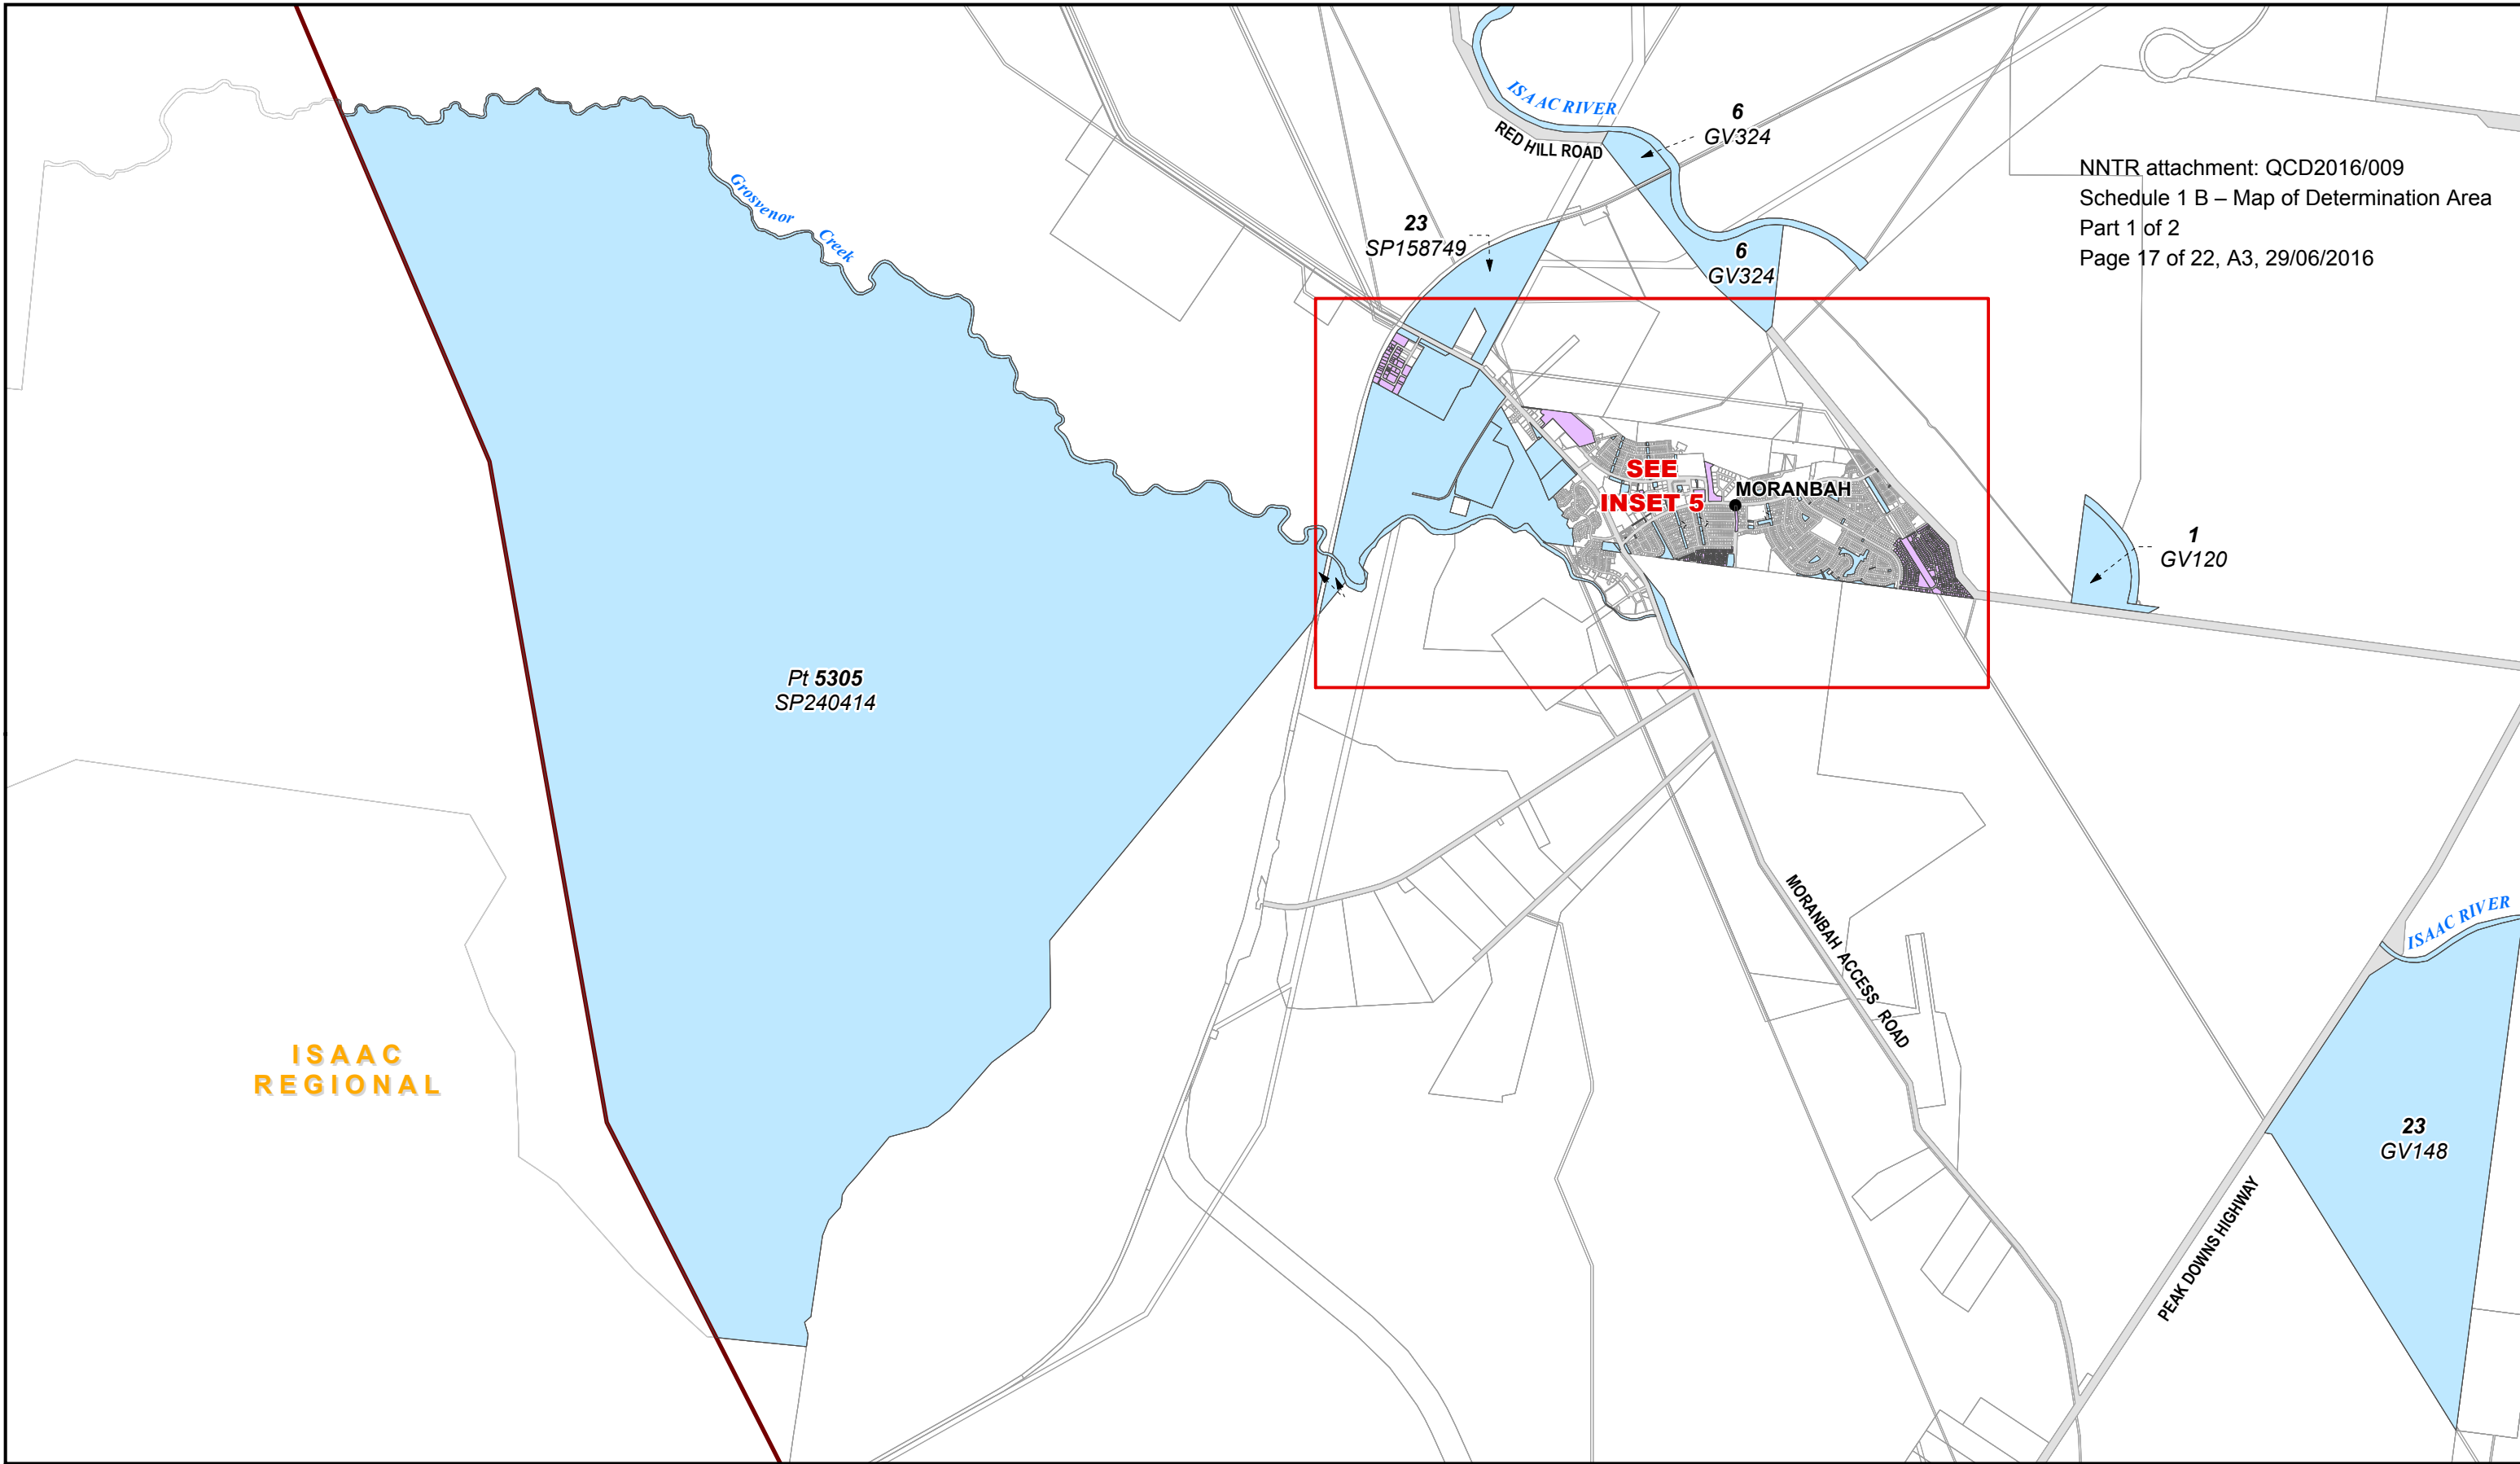 NNTR attachment: QCD2016/009
Schedule 1 B – Map of Determination Area
Part 1 of 2
Page 17 of 22, A3, 29/06/2016
ISAAC RIVER
RED HILL ROAD
6
GV324
Grosvenor
Creek
23
SP158749
6
GV324
SEE
INSET 5
MORANBAH
1
GV120
Pt 5305
SP240414
MORANBAH ACCESS ROAD
ISAAC RIVER
ISAAC
REGIONAL
23
GV148
PEAK DOWNS HIGHWAY